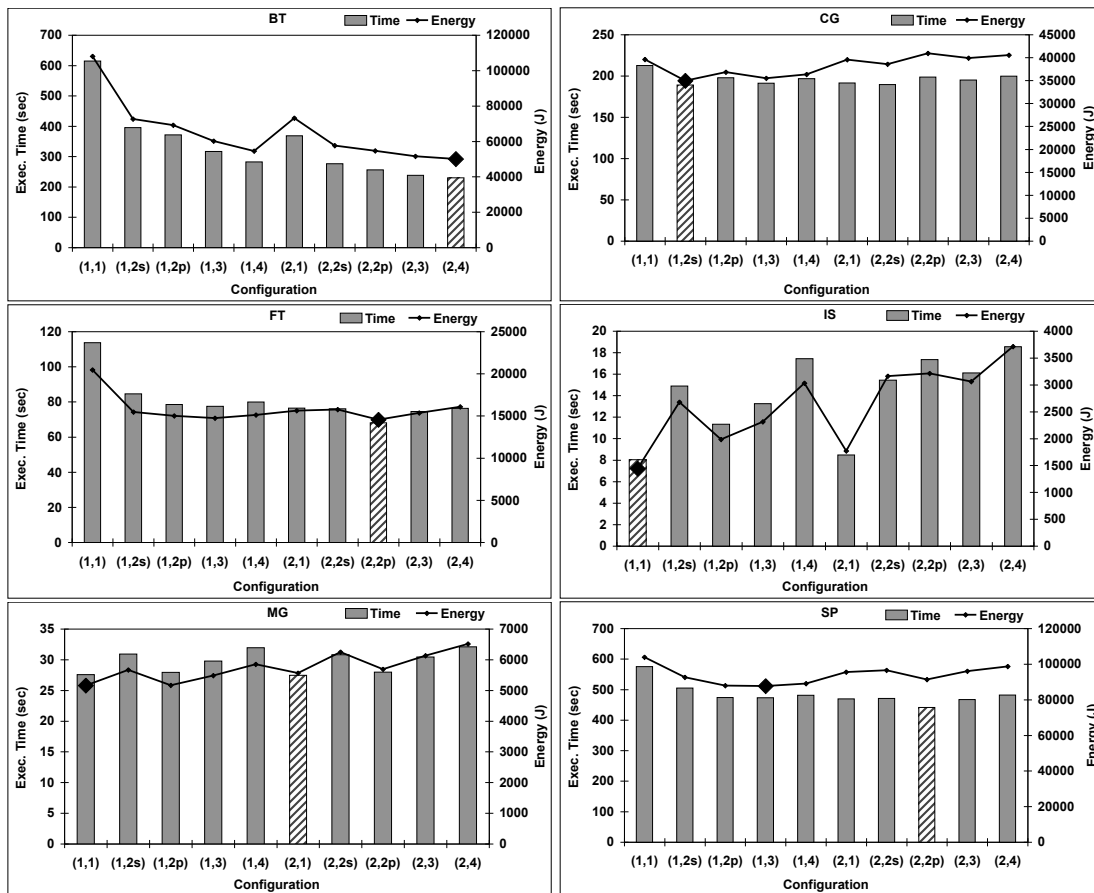 BT
Time Energy
700
600
500
400
300
200
100
0
Exec. Time (sec)
120000
100000
80000
60000
40000
20000
0
Energy (J)
(1,1) (1,2s) (1,2p) (1,3) (1,4) (2,1) (2,2s) (2,2p) (2,3) (2,4)
Configuration
CG
Time Energy
250
200
150
100
50
0
Exec. Time (sec)
45000
40000
35000
30000
25000
20000
15000
10000
5000
0
Energy (J)
(1,1) (1,2s) (1,2p) (1,3) (1,4) (2,1) (2,2s) (2,2p) (2,3) (2,4)
Configuration
FT
Time Energy
120
100
80
60
40
20
0
Exec. Time (sec)
25000
20000
15000
10000
5000
0
Energy (J)
(1,1) (1,2s) (1,2p) (1,3) (1,4) (2,1) (2,2s) (2,2p) (2,3) (2,4)
Configuration
IS
Time Energy
20
18
16
14
12
10
8
6
4
2
0
Exec. Time (sec)
4000
3500
3000
2500
2000
1500
1000
500
0
Energy (J)
(1,1) (1,2s) (1,2p) (1,3) (1,4) (2,1) (2,2s) (2,2p) (2,3) (2,4)
Configuration
MG
Time Energy
35
30
25
20
15
10
5
0
Exec. Time (sec)
7000
6000
5000
4000
3000
2000
1000
0
Energy (J)
(1,1) (1,2s) (1,2p) (1,3) (1,4) (2,1) (2,2s) (2,2p) (2,3) (2,4)
Configuration
SP
Time Energy
700
600
500
400
300
200
100
0
Exec. Time (sec)
120000
100000
80000
60000
40000
20000
0
Energy (J)
(1,1) (1,2s) (1,2p) (1,3) (1,4) (2,1) (2,2s) (2,2p) (2,3) (2,4)
Configuration